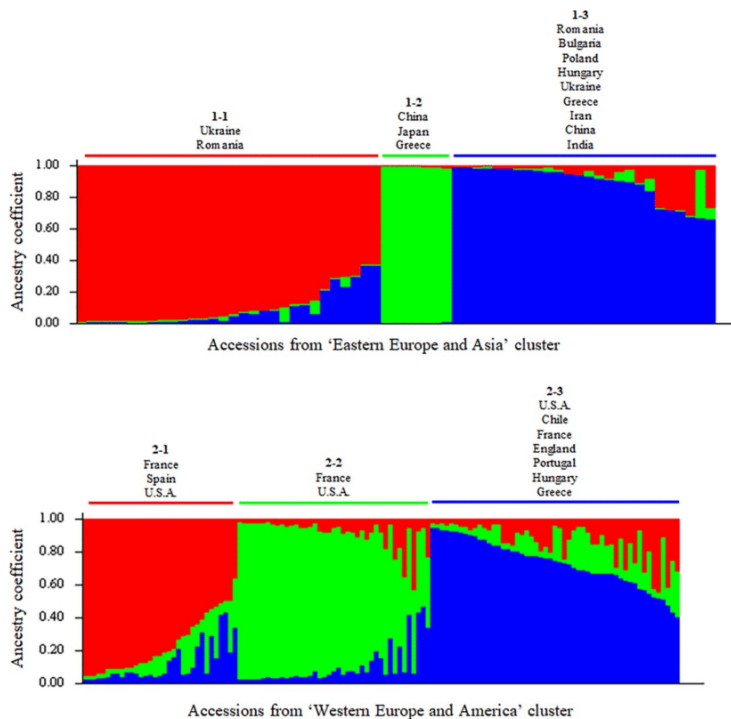 1-3
Romania
Bulgaria
Poland
Hungary
Ukraine
Greece
Iran
China
India
1-1
Ukraine
Romania
1-2
China
Japan
Greece
Ancestry coefficient
1.00
0.80
0.60
0.40
0.20
0.00
Accessions from ‘Eastern Europe and Asia’ cluster
2-3
U.S.A.
Chile
France
England
Portugal
Hungary
Greece
2-1
France
Spain
U.S.A.
2-2
France
U.S.A.
Ancestry coefficient
1.00
0.80
0.60
0.40
0.20
0.00
Accessions from ‘Western Europe and America’ cluster